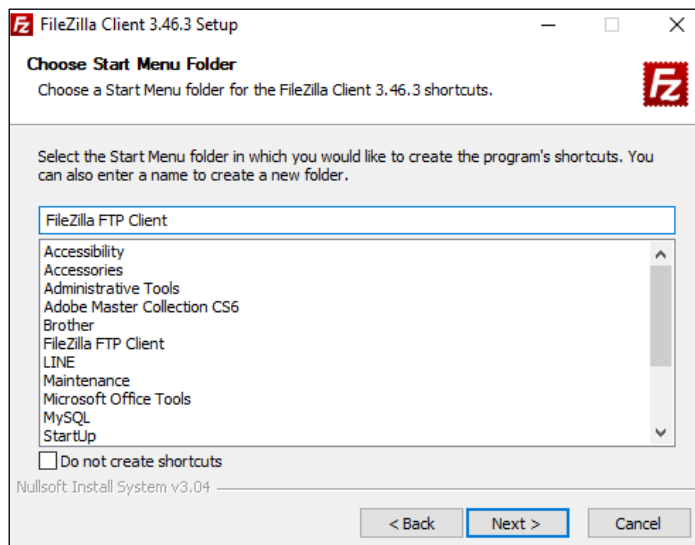 FileZilla Client 3.46.3 Setup
Choose Start Menu Folder
Choose a Start Menu folder for the FileZilla Client 3.46.3 shortcuts.
Fz
Select the Start Menu folder in which you would like to create the program's shortcuts. You
can also enter a name to create a new folder.
FileZilla FTP Client
Accessibility
Accessories
Administrative Tools
Adobe Master Collection CS6
Brother
FileZilla FTP Client
LINE
Maintenance
Microsoft Office Tools
MySQL
StartUp
Do not create shortcuts
Nullsoft Install System v3.04
< Back Next > Cancel